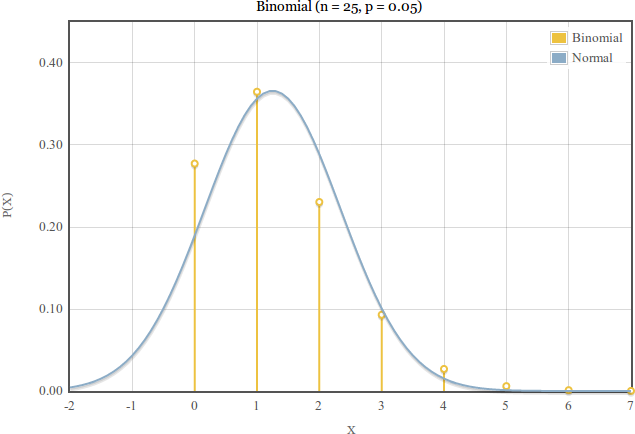 Binomial (n = 25, p = 0.05)
Binomial
Normal
0.40
0.30
0.20
0.10
0.00
P(X)
-2 -1 0 1 2 3 4 5 6 7
X